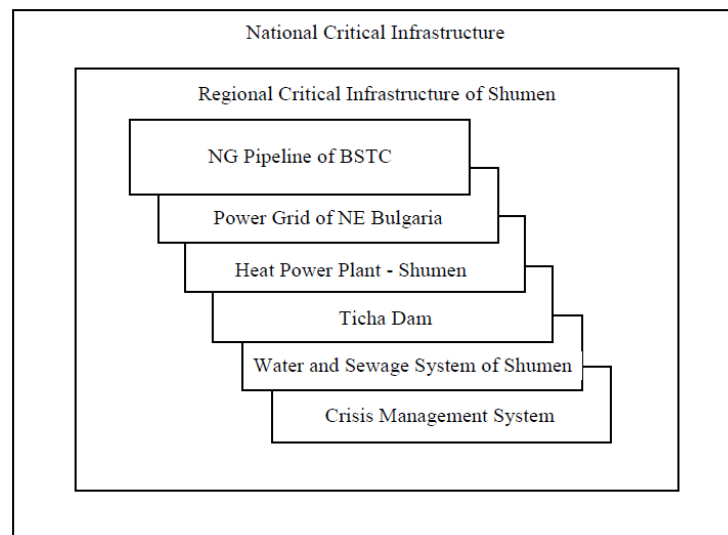 National Critical Infrastructure
Regional Critical Infrastructure of Shumen
NG Pipeline of BSTC
Power Grid of NE Bulgaria
Heat Power Plant - Shumen
Ticha Dam
Water and Sewage System of Shumen
Crisis Management System